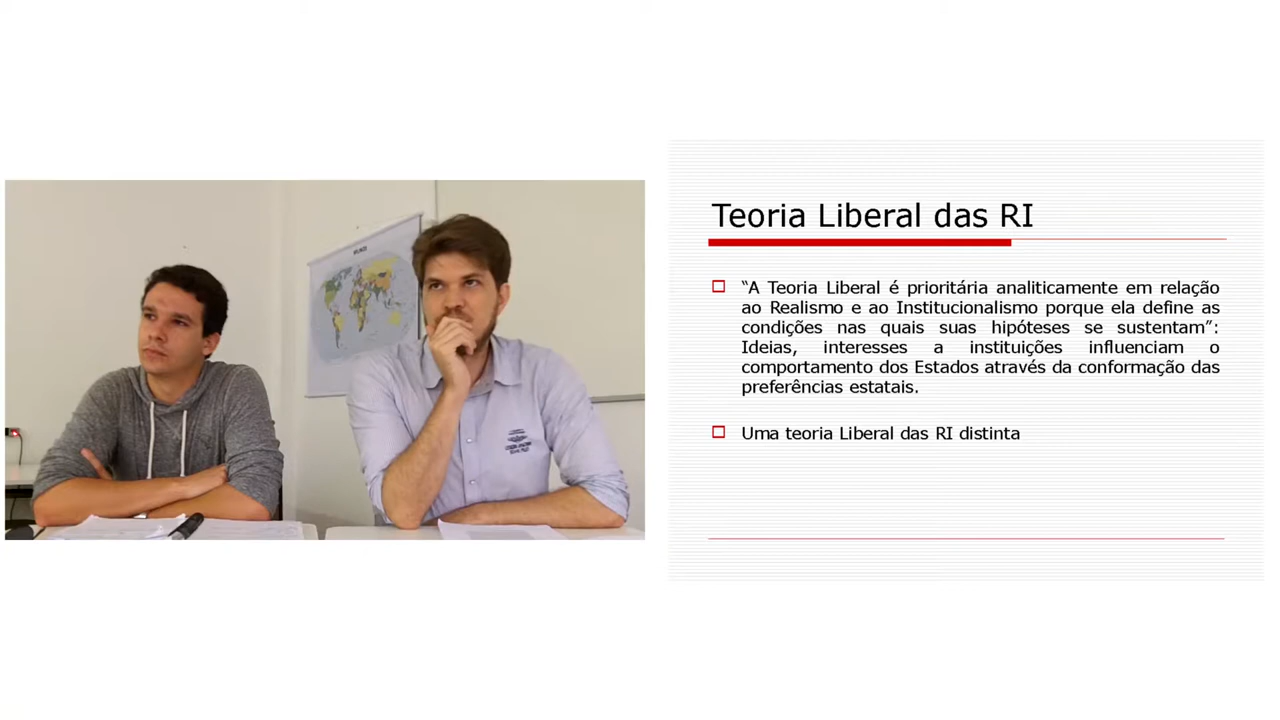 Teoria Liberal das RI
“A Teoria Liberal é prioritária analiticamente em relação
ao Realismo e ao Institucionalismo porque ela define as
condições nas quais suas hipóteses se sustentam”:
Ideias, interesses a instituições influenciam o
comportamento dos Estados através da conformação das
preferências estatais.
Uma teoria Liberal das RI distinta